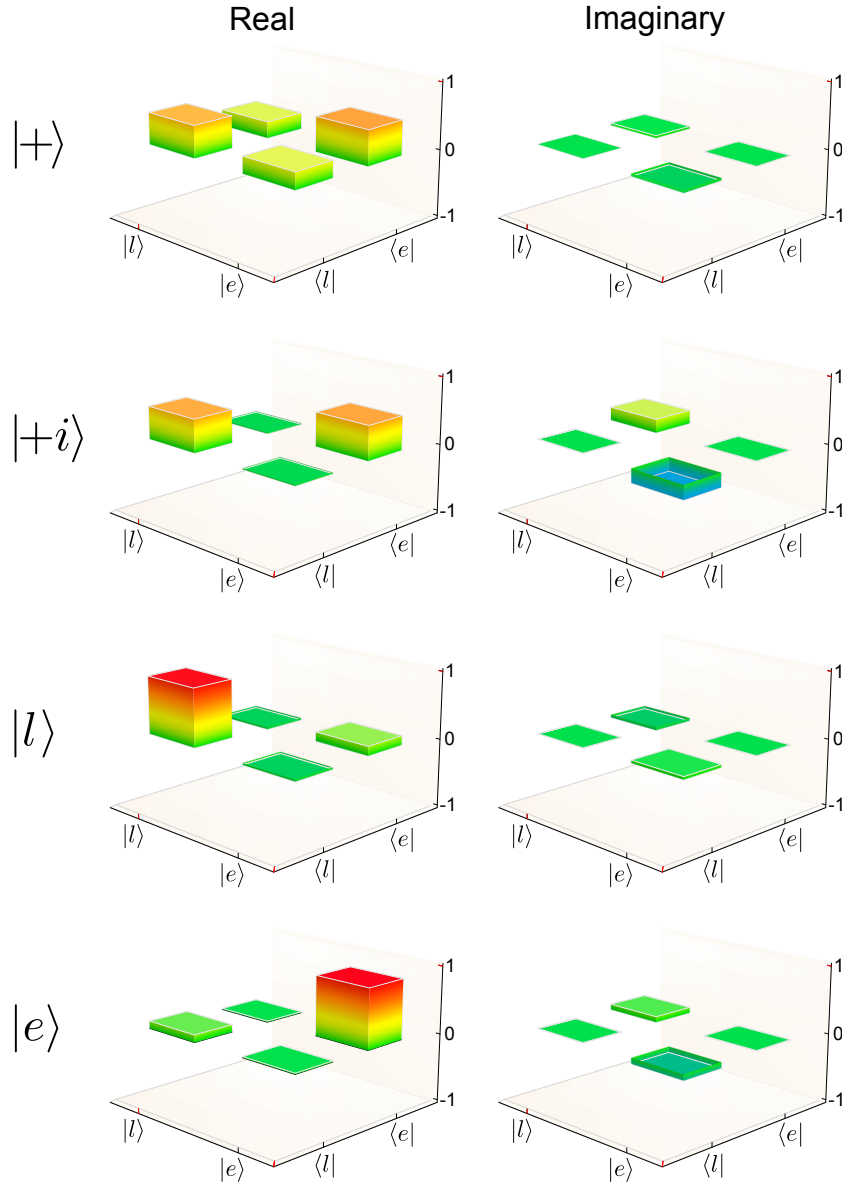 Real Imaginary
|+⟩
1 1
0 0
-1 -1
|l⟩ |e⟩ ⟨l| ⟨e| |l⟩ |e⟩ ⟨l| ⟨e|
|+i⟩
1 1
0 0
-1 -1
|l⟩ |e⟩ ⟨l| ⟨e| |l⟩ |e⟩ ⟨l| ⟨e|
|l⟩
1 1
0 0
-1 -1
|l⟩ |e⟩ ⟨l| ⟨e| |l⟩ |e⟩ ⟨l| ⟨e|
|e⟩
1 1
0 0
-1 -1
|l⟩ |e⟩ ⟨l| ⟨e| |l⟩ |e⟩ ⟨l| ⟨e|